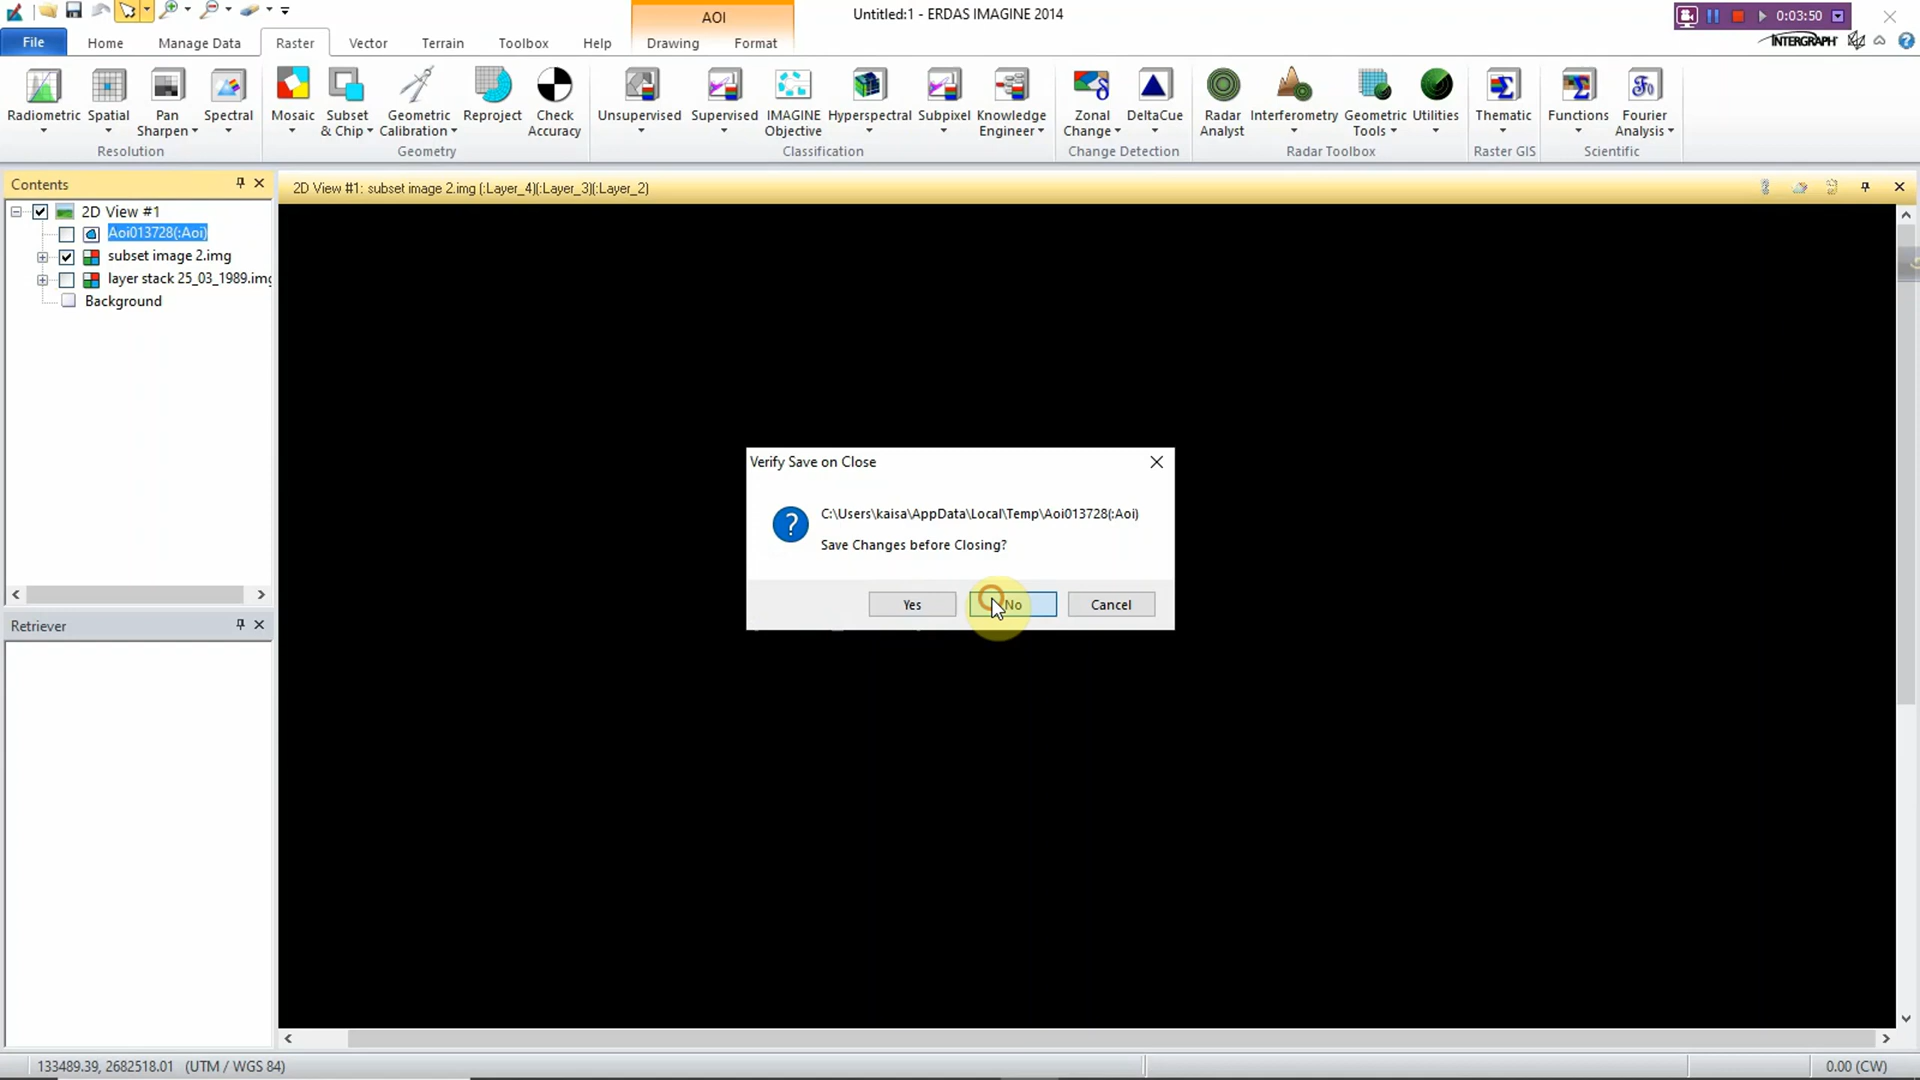 AOI
Untitled:1 - ERDAS IMAGINE 2014
0:03:50
File
Home
Manage Data
Raster
Vector
Terrain
Toolbox
Help
Drawing
Format
INTERGRAPH
Radiometric
Spatial
Pan
Sharpen
Spectral
Mosaic
Subset
& Chip
Geometric
Calibration
Reproject
Check
Accuracy
Unsupervised
Supervised
IMAGINE
Objective
Hyperspectral
Subpixel
Knowledge
Engineer
Zonal
Change
DeltaCue
Radar
Analyst
Interferometry
Geometric
Tools
Utilities
Thematic
Functions
Fourier
Analysis
Resolution
Geometry
Classification
Change Detection
Radar Toolbox
Raster GIS
Scientific
Contents
2D View #1: subset image 2.img (:Layer_4)(:Layer_3)(:Layer_2)
2D View #1
Aoi013728(:Aoi)
subset image 2.img
layer stack 25_03_1989.img
Background
Verify Save on Close
C:\Users\kaisa\AppData\Local\Temp\Aoi013728(:Aoi)
Save Changes before Closing?
Yes
No
Cancel
Retriever
133489.39, 2682518.01 (UTM / WGS 84)
0.00 (CW)